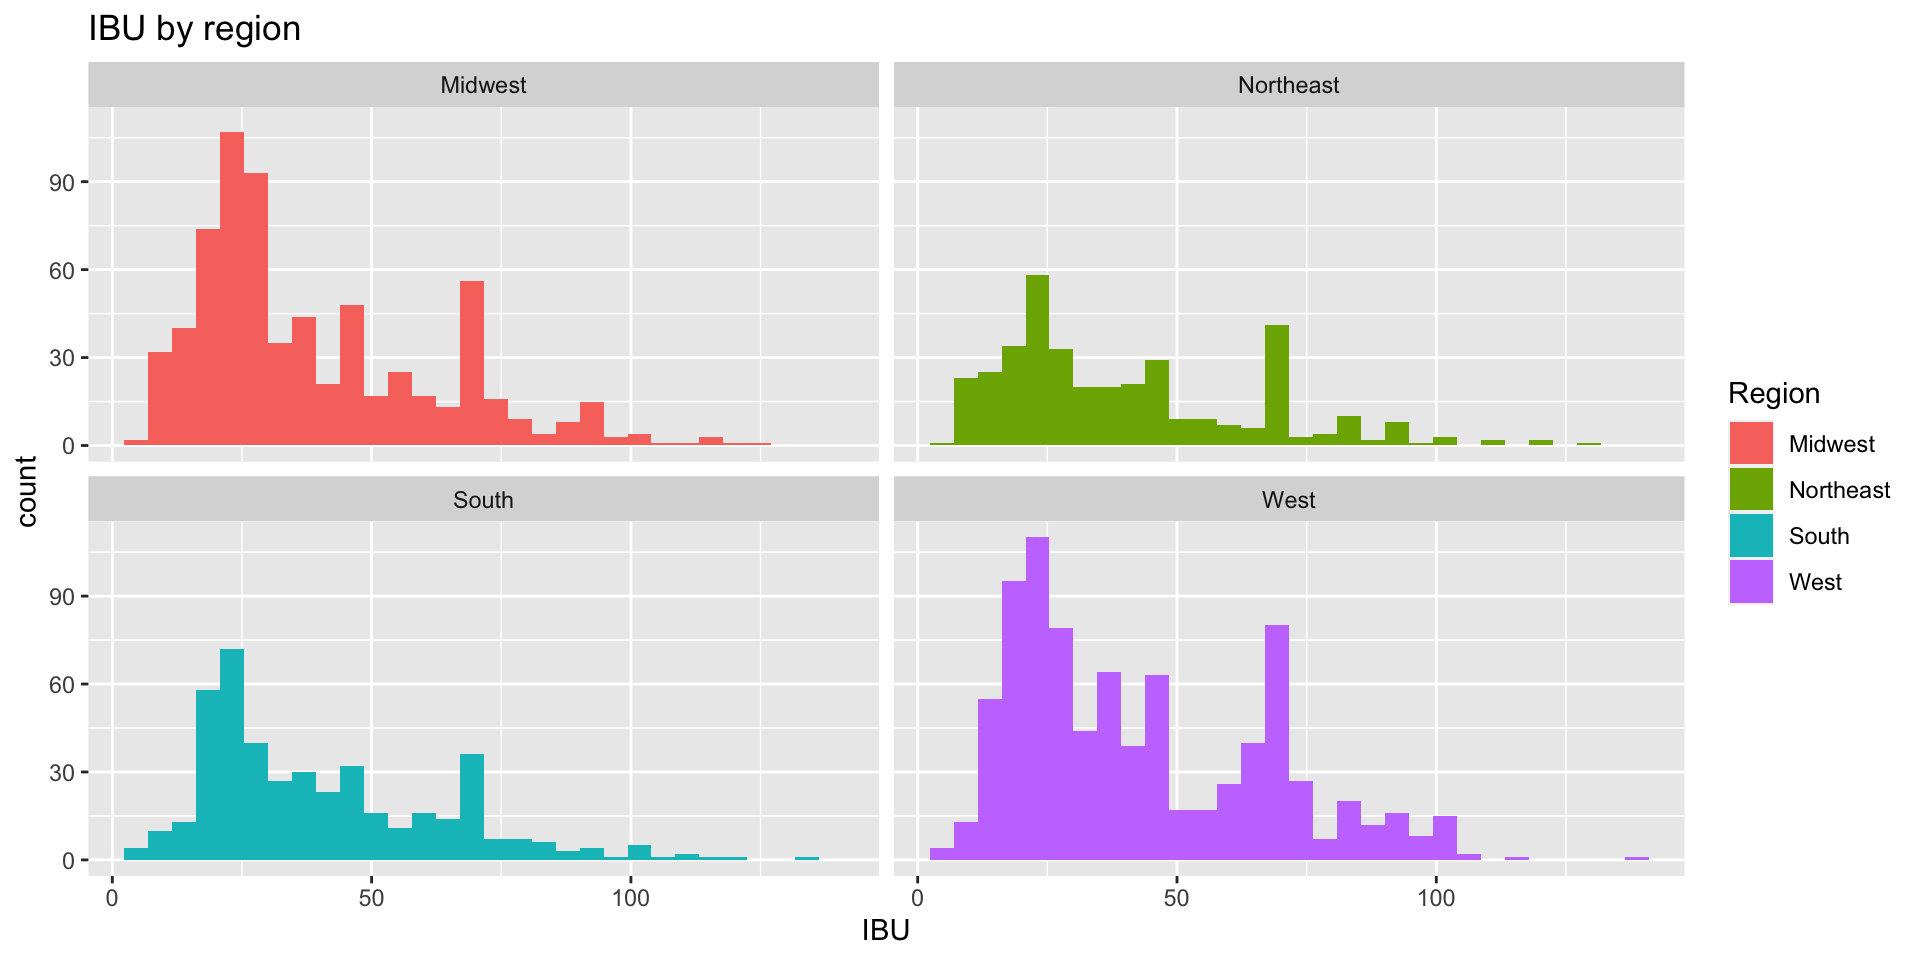 IBU by region
Midwest
Northeast
90
60
30
0
South
West
90
60
30
0
0
50
100
0
50
100
IBU
count
Region
Midwest
Northeast
South
West